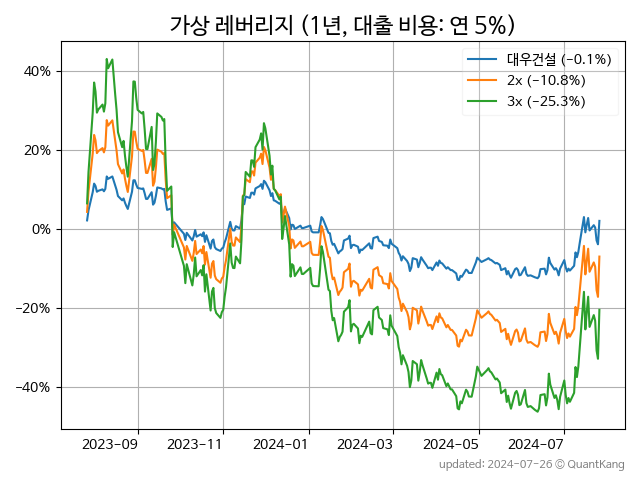 가상 레버리지 (1년, 대출 비용: 연 5%)
대우건설 (−0.1%)
2x (−10.8%)
3x (−25.3%)
40%
20%
0%
−20%
−40%
2023-09 2023-11 2024-01 2024-03 2024-05 2024-07
updated: 2024-07-26 © QuantKang